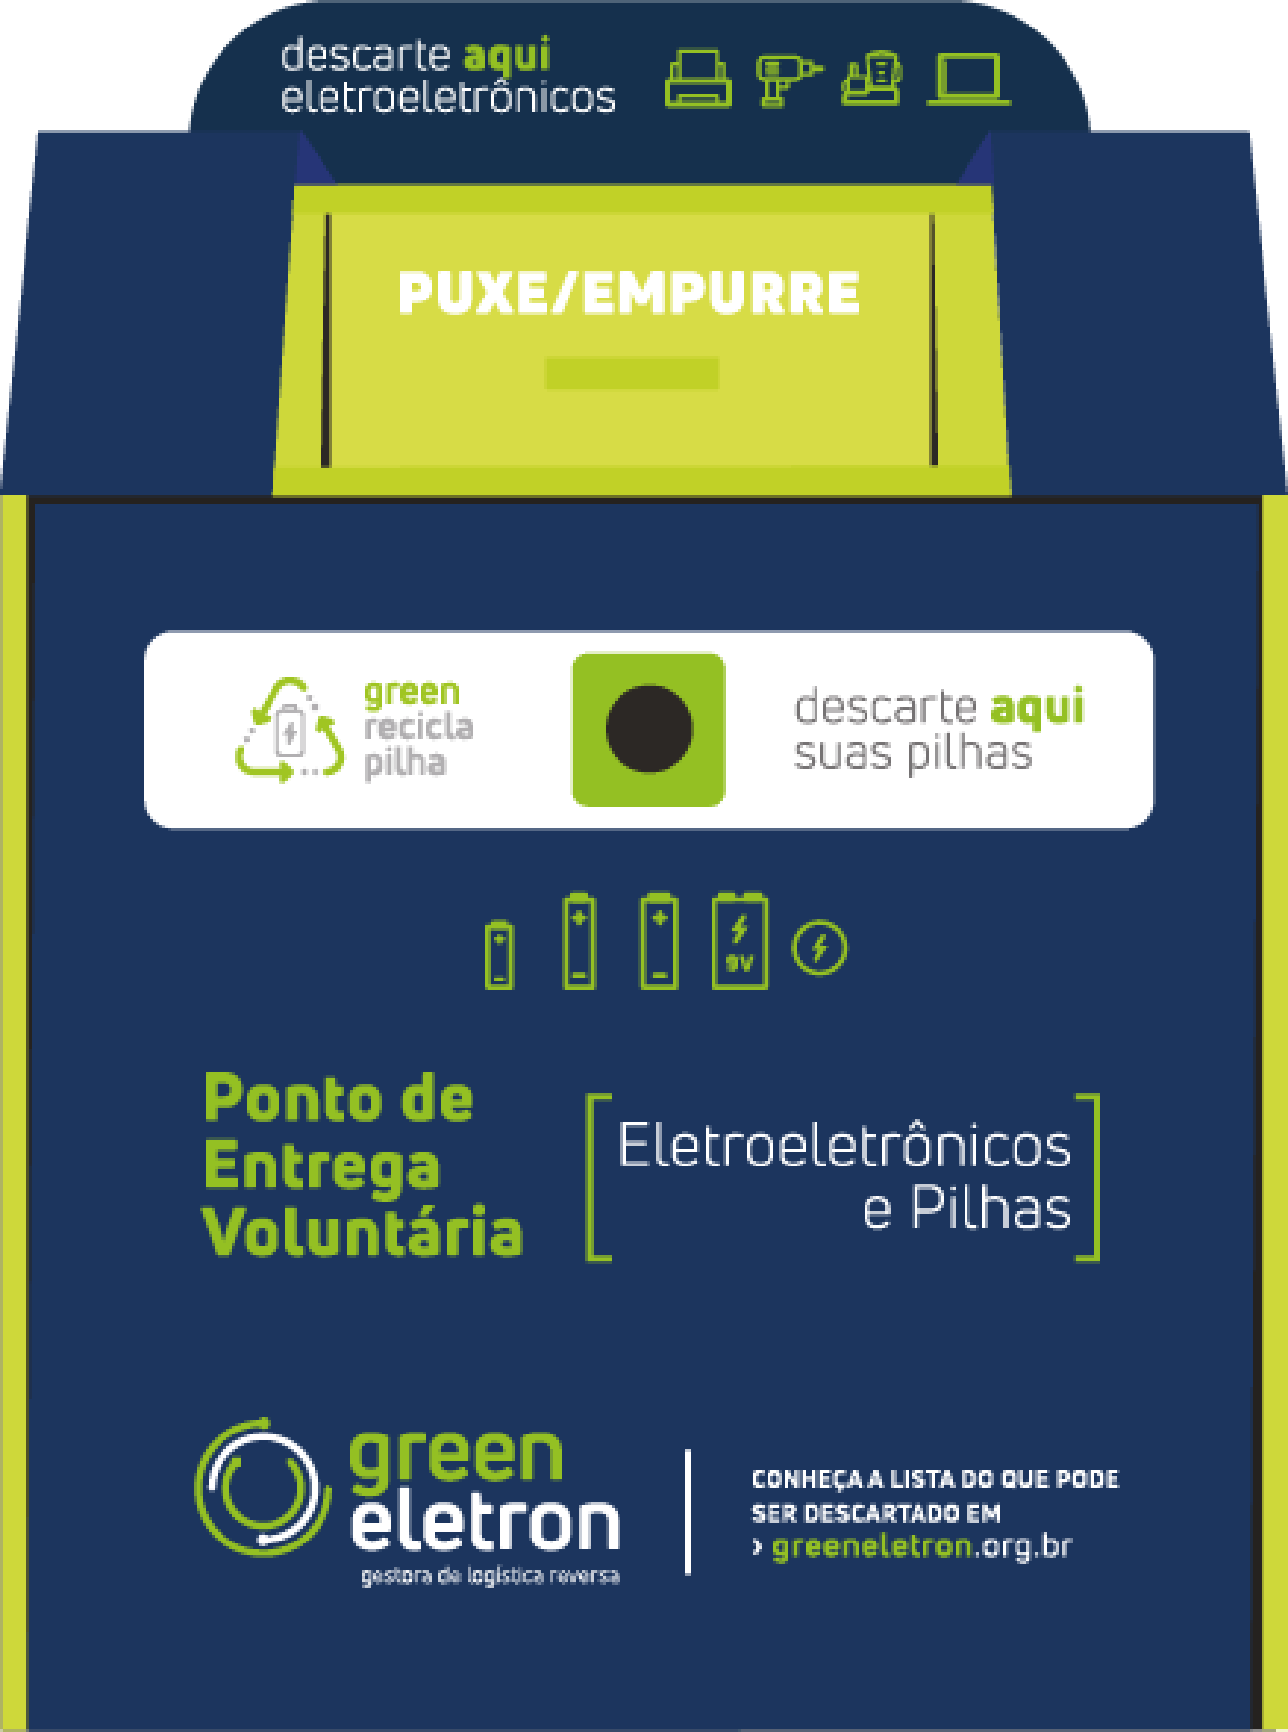 descarte aqui
eletroeletrônicos
PUXE/EMPURRE
green
recicla
pilha
descarte aqui
suas pilhas
+
-
+
-
+
-
9V
Ponto de
Entrega
Voluntária
Eletroeletrônicos
e Pilhas
green
eletron
gestora de logística reversa
CONHEÇA A LISTA DO QUE PODE
SER DESCARTADO EM
› greeneletron.org.br